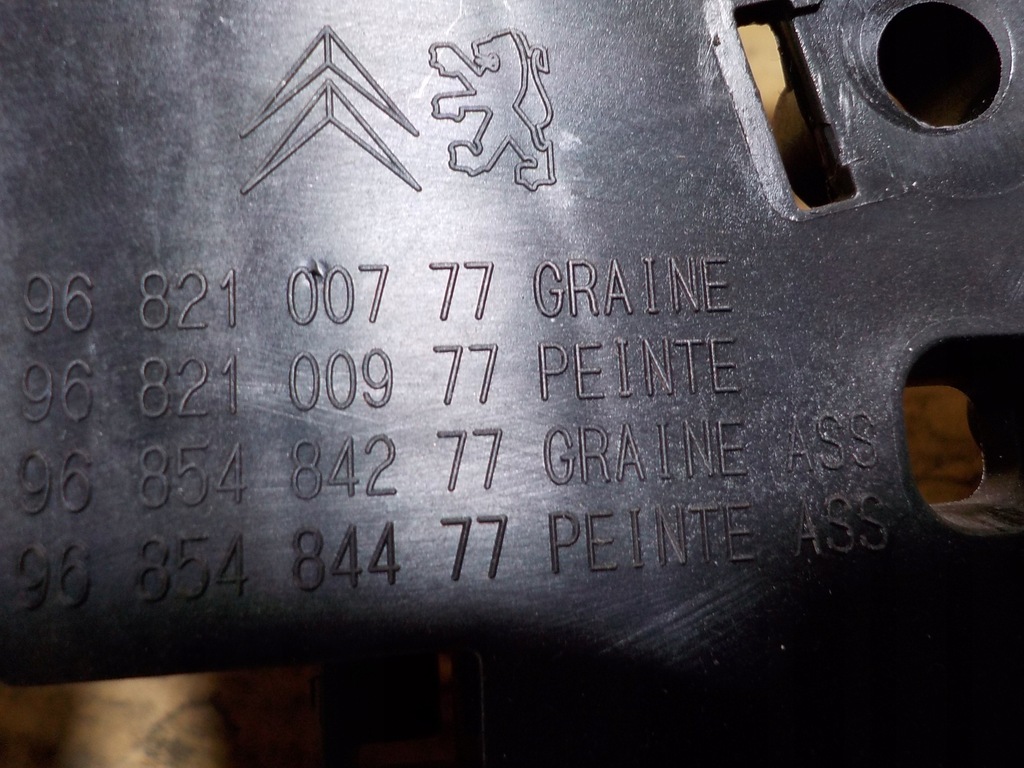 96 821 007 77 GRAINE
96 821 009 77 PEINTE
96 854 842 77 GRAINE ASS
96 854 844 77 PEINTE ASS